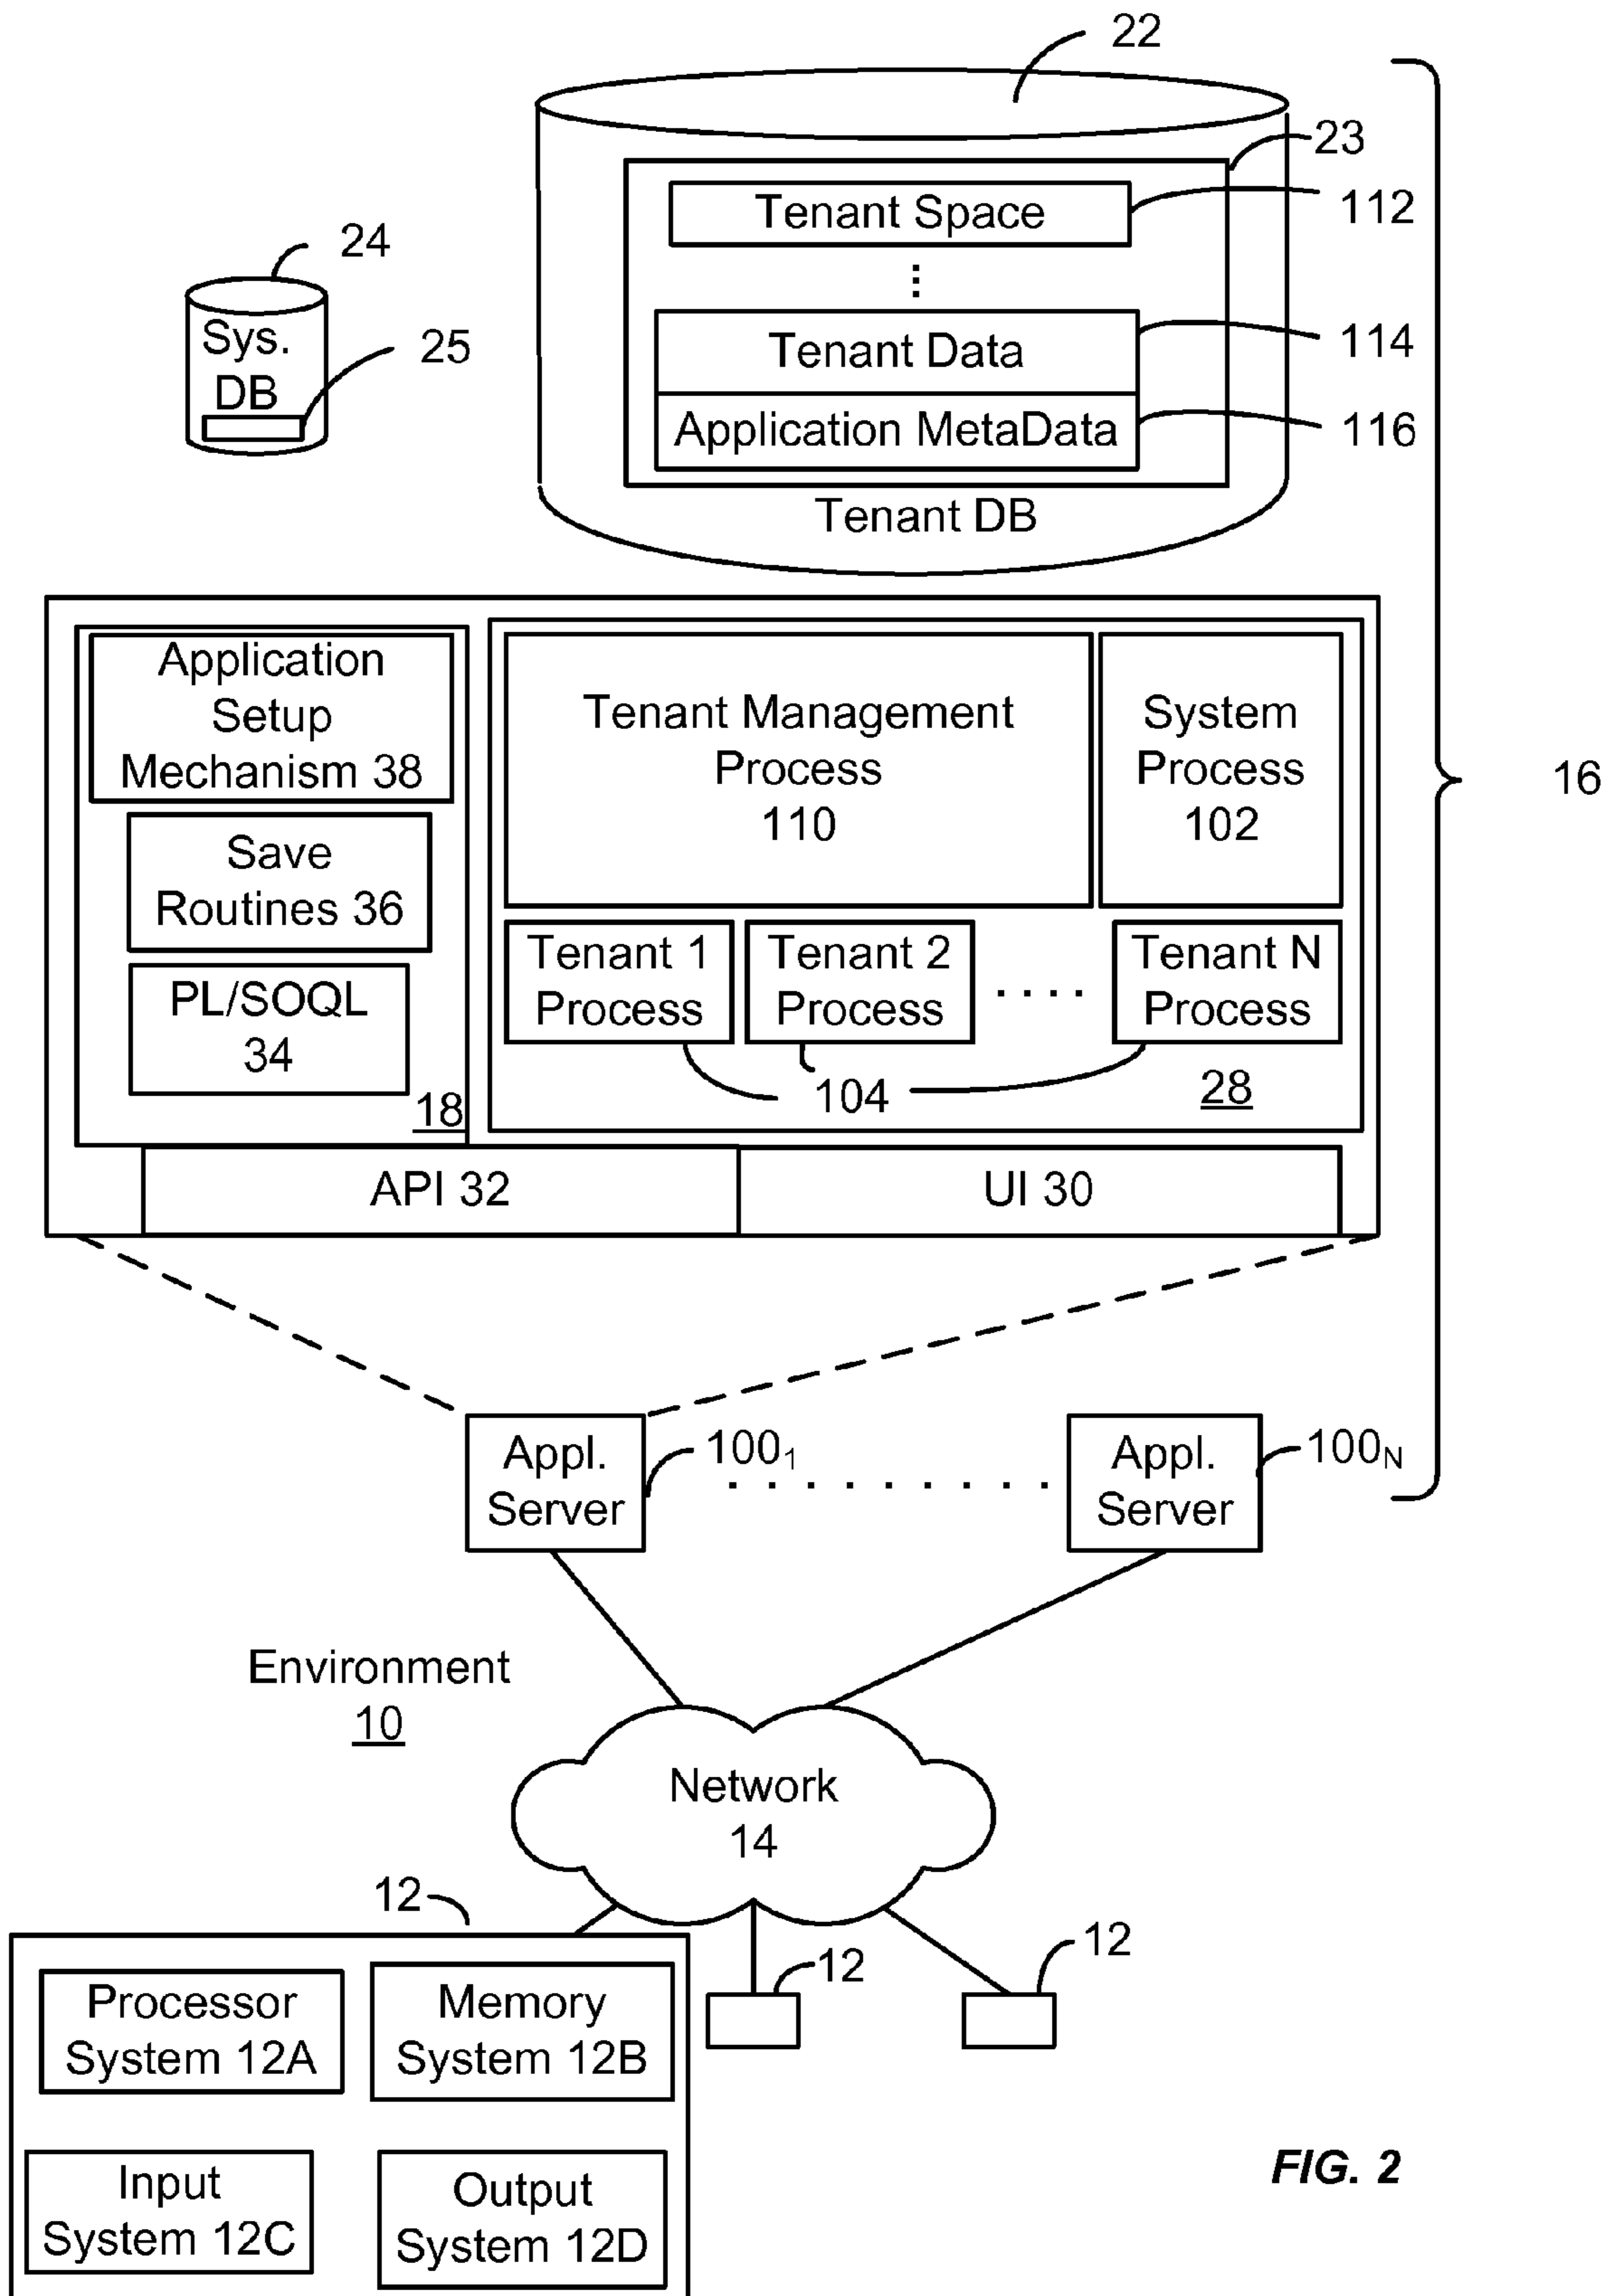 22
23
Tenant Space
112
24
Sys.
DB
25
Tenant Data
114
Application MetaData
116
Tenant DB
Application
Setup
Mechanism 38
Tenant Management
Process
110
System
Process
102
16
Save
Routines 36
Tenant 1
Process
Tenant 2
Process
. . . .
Tenant N
Process
PL/SOQL
34
104
18
28
API 32
UI 30
Appl.
Server
100₁
. . . . . . . . .
Appl.
Server
100N
Environment
10
Network
14
12
12
12
Processor
System 12A
Memory
System 12B
Input
System 12C
Output
System 12D
FIG. 2